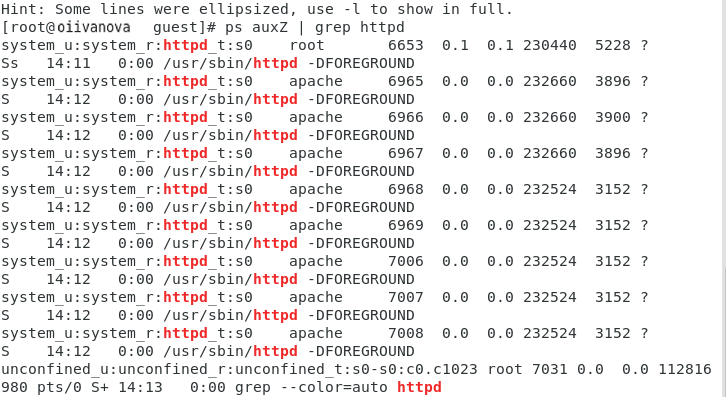 Hint: Some lines were ellipsized, use -l to show in full.
[root@oiivanova guest]# ps auxZ | grep httpd
system_u:system_r:httpd_t:s0 root 6653 0.1 0.1 230440 5228 ?
Ss 14:11 0:00 /usr/sbin/httpd -DFOREGROUND
system_u:system_r:httpd_t:s0 apache 6965 0.0 0.0 232660 3896 ?
S 14:12 0:00 /usr/sbin/httpd -DFOREGROUND
system_u:system_r:httpd_t:s0 apache 6966 0.0 0.0 232660 3900 ?
S 14:12 0:00 /usr/sbin/httpd -DFOREGROUND
system_u:system_r:httpd_t:s0 apache 6967 0.0 0.0 232660 3896 ?
S 14:12 0:00 /usr/sbin/httpd -DFOREGROUND
system_u:system_r:httpd_t:s0 apache 6968 0.0 0.0 232524 3152 ?
S 14:12 0:00 /usr/sbin/httpd -DFOREGROUND
system_u:system_r:httpd_t:s0 apache 6969 0.0 0.0 232524 3152 ?
S 14:12 0:00 /usr/sbin/httpd -DFOREGROUND
system_u:system_r:httpd_t:s0 apache 7006 0.0 0.0 232524 3152 ?
S 14:12 0:00 /usr/sbin/httpd -DFOREGROUND
system_u:system_r:httpd_t:s0 apache 7007 0.0 0.0 232524 3152 ?
S 14:12 0:00 /usr/sbin/httpd -DFOREGROUND
system_u:system_r:httpd_t:s0 apache 7008 0.0 0.0 232524 3152 ?
S 14:12 0:00 /usr/sbin/httpd -DFOREGROUND
unconfined_u:unconfined_r:unconfined_t:s0-s0:c0.c1023 root 7031 0.0 0.0 112816
980 pts/0 S+ 14:13 0:00 grep --color=auto httpd